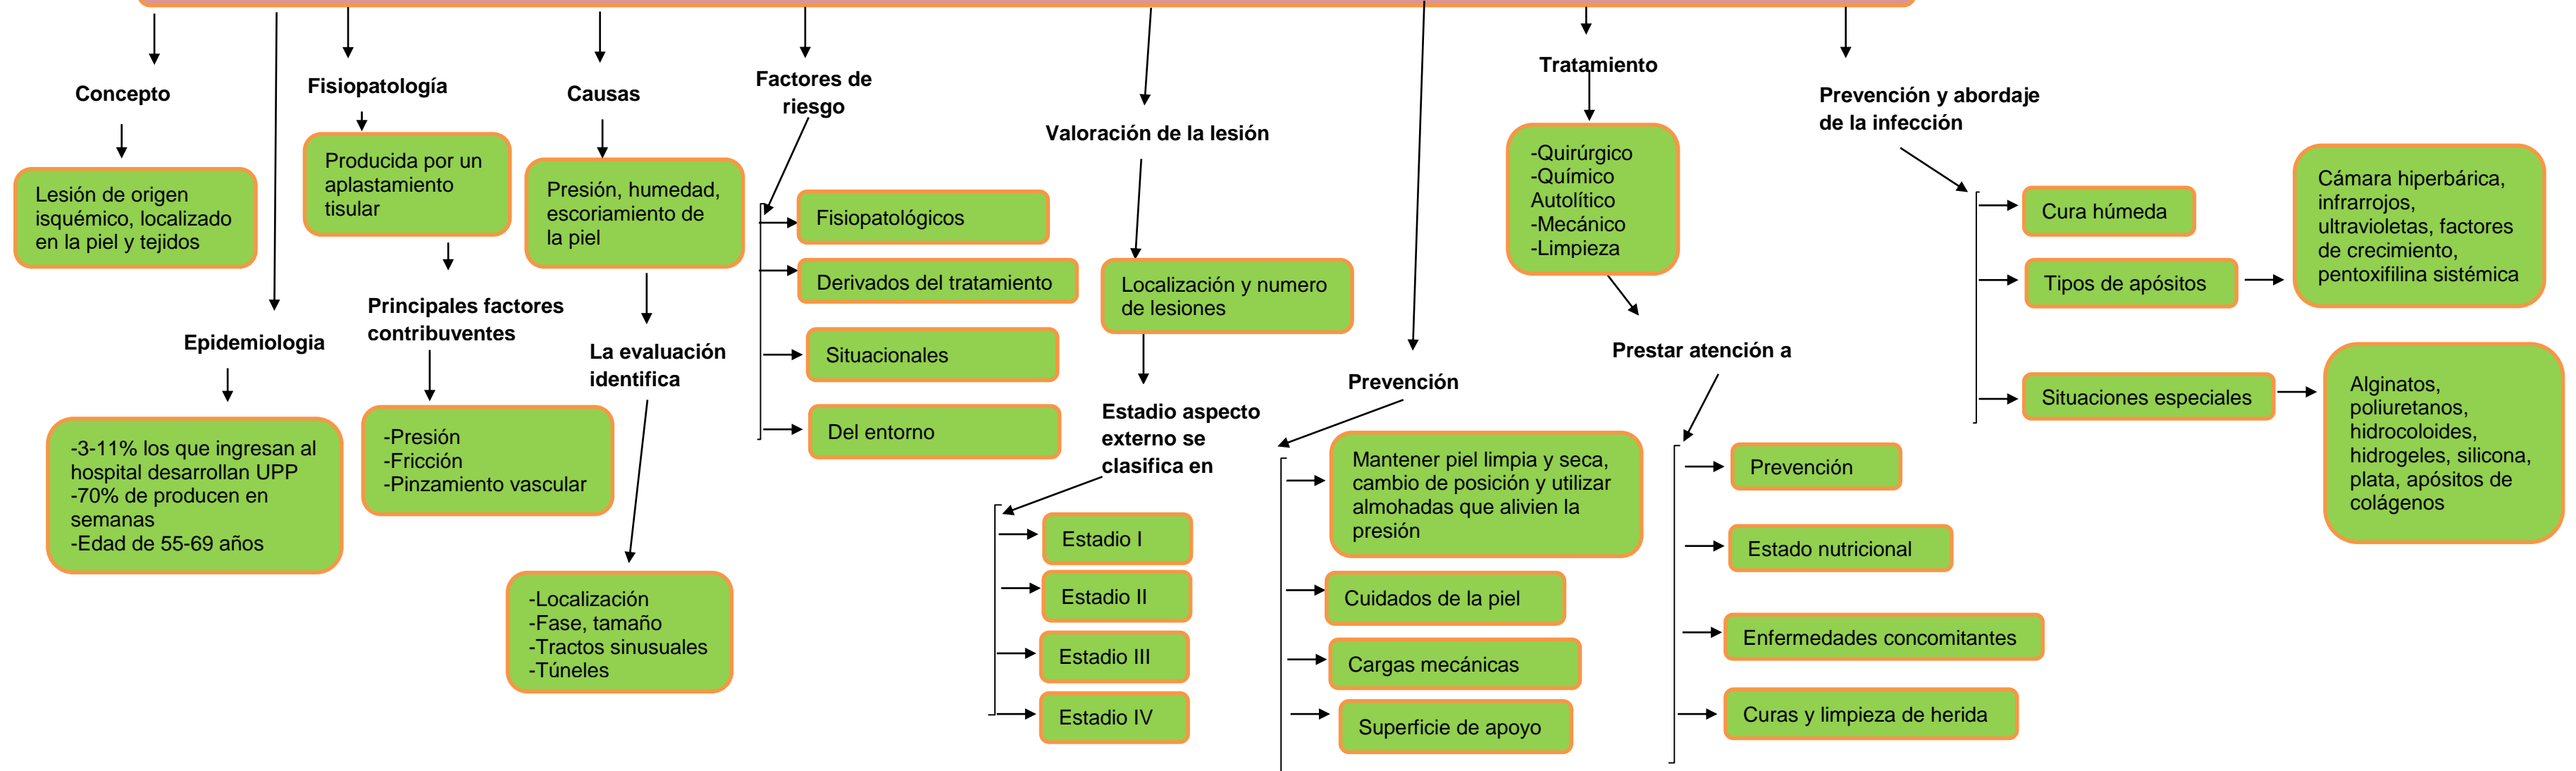 Concepto
Lesión de origen
isquémico, localizado
en la piel y tejidos
Epidemiologia
-3-11% los que ingresan al
hospital desarrollan UPP
-70% de producen en
semanas
-Edad de 55-69 años
Fisiopatología
Producida por un
aplastamiento
tisular
Principales factores
contribuventes
-Presión
-Fricción
-Pinzamiento vascular
Causas
Presión, humedad,
escoriamiento de
la piel
La evaluación
identifica
-Localización
-Fase, tamaño
-Tractos sinusuales
-Túneles
Factores de
riesgo
Fisiopatológicos
Derivados del tratamiento
Situacionales
Del entorno
Valoración de la lesión
Localización y numero
de lesiones
Estadio aspecto
externo se
clasifica en
Estadio I
Estadio II
Estadio III
Estadio IV
Prevención
Mantener piel limpia y seca,
cambio de posición y utilizar
almohadas que alivien la
presión
Cuidados de la piel
Cargas mecánicas
Superficie de apoyo
Tratamiento
-Quirúrgico
-Químico
Autolítico
-Mecánico
-Limpieza
Prestar atención a
Prevención
Estado nutricional
Enfermedades concomitantes
Curas y limpieza de herida
Prevención y abordaje
de la infección
Cura húmeda
Tipos de apósitos
Situaciones especiales
Cámara hiperbárica,
infrarrojos,
ultravioletas, factores
de crecimiento,
pentoxifilina sistémica
Alginatos,
poliuretanos,
hidrocoloides,
hidrogeles, silicona,
plata, apósitos de
colágenos